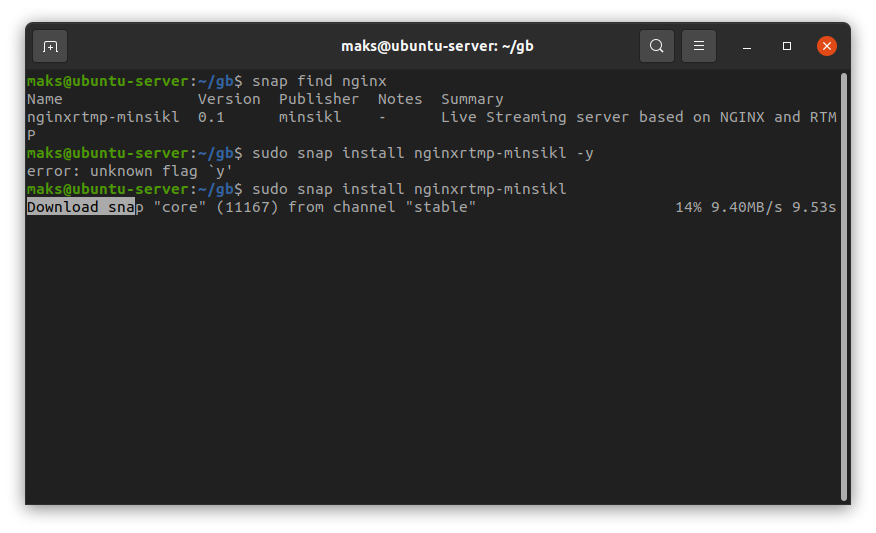 maks@ubuntu-server: ~/gb
maks@ubuntu-server:~/gb$ snap find nginx
Name               Version  Publisher  Notes  Summary
nginxrtmp-minsikl  0.1      minsikl    -      Live Streaming server based on NGINX and RTM
P
maks@ubuntu-server:~/gb$ sudo snap install nginxrtmp-minsikl -y
error: unknown flag `y'
maks@ubuntu-server:~/gb$ sudo snap install nginxrtmp-minsikl
Download snap "core" (11167) from channel "stable"                      14% 9.40MB/s 9.53s